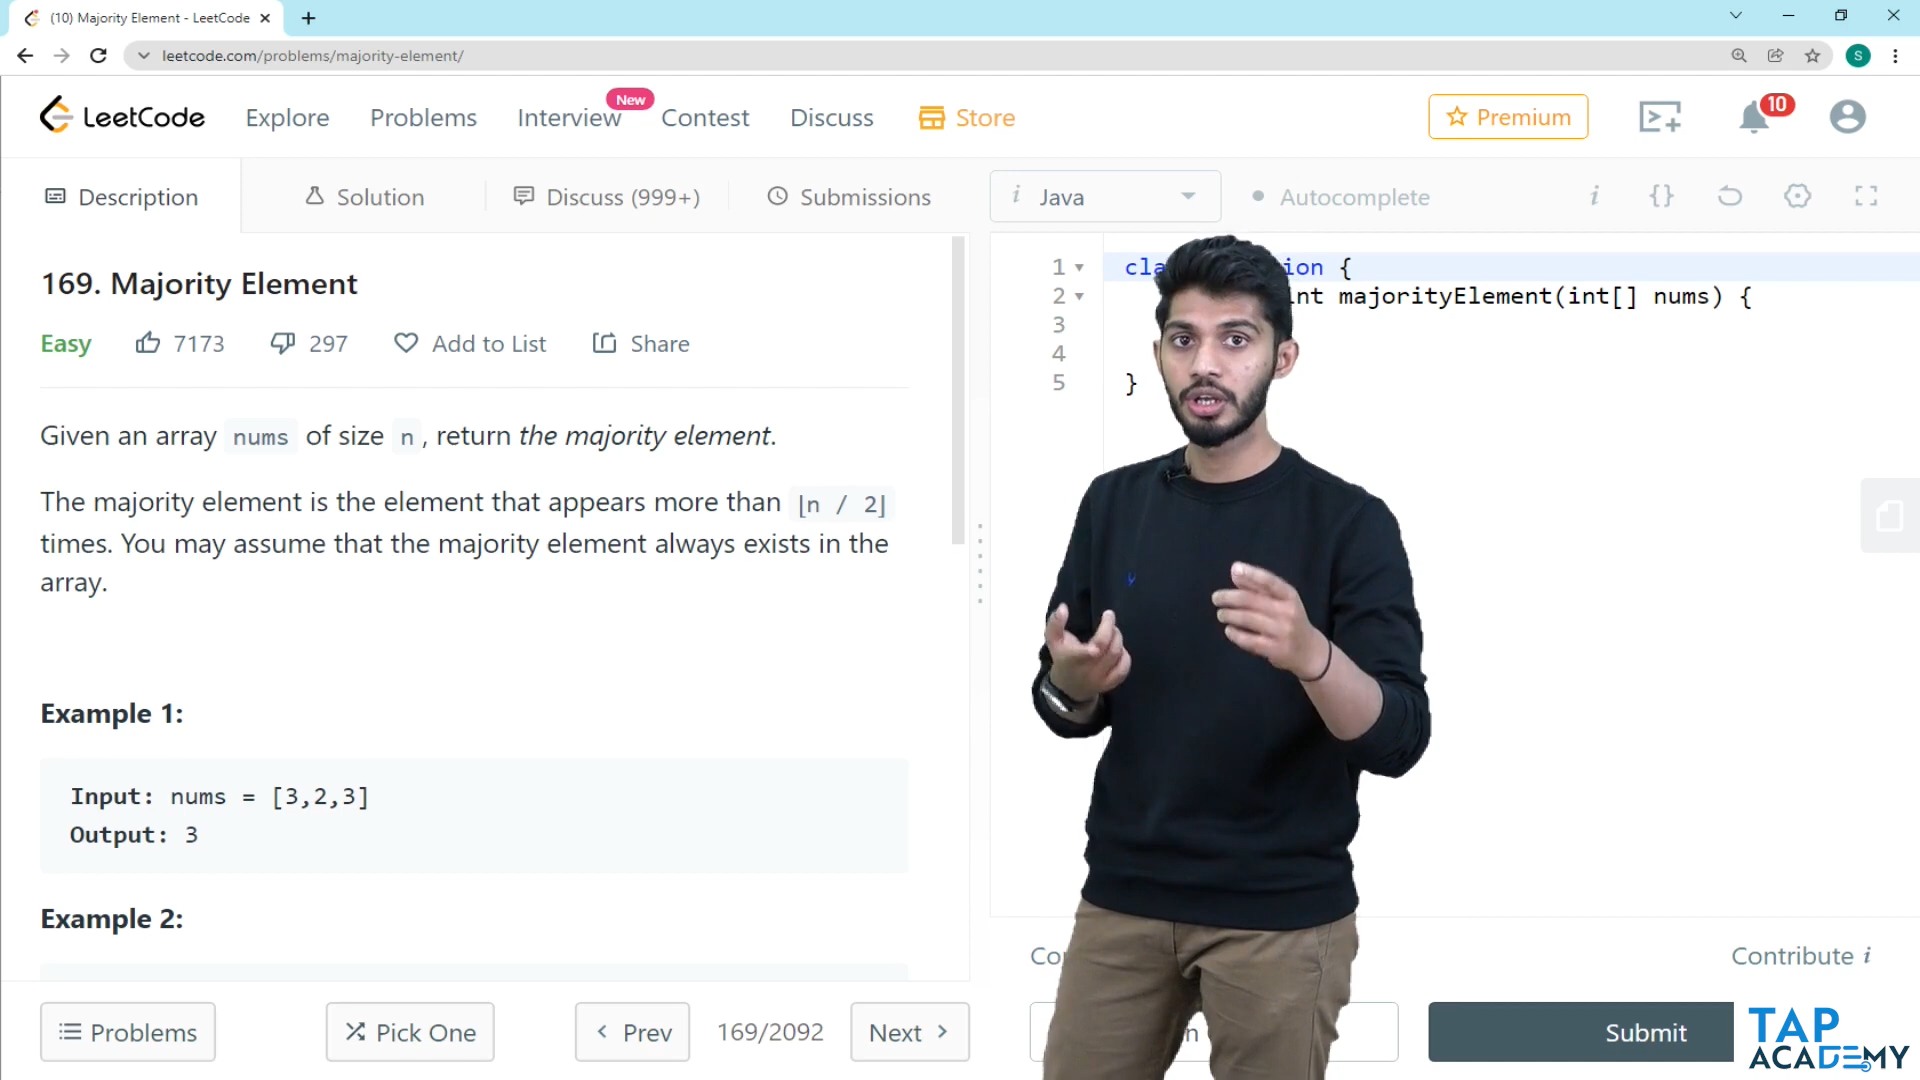 (10) Majority Element - LeetCode
leetcode.com/problems/majority-element/
S
LeetCode
Explore
Problems
Interview
New
Contest
Discuss
Store
Premium
10
Description
Solution
Discuss (999+)
Submissions
i Java
Autocomplete
i {}
169. Majority Element
Easy
7173
297
Add to List
Share
Given an array nums of size n, return the majority element.
The majority element is the element that appears more than ⌊n / 2⌋
times. You may assume that the majority element always exists in the
array.
Example 1:
Input: nums = [3,2,3]
Output: 3
Example 2:
1
2
3
4
5
{
int majorityElement(int[] nums) {
}
Contribute i
Problems
Pick One
Prev
169/2092
Next
Submit
TAP
ACADEMY